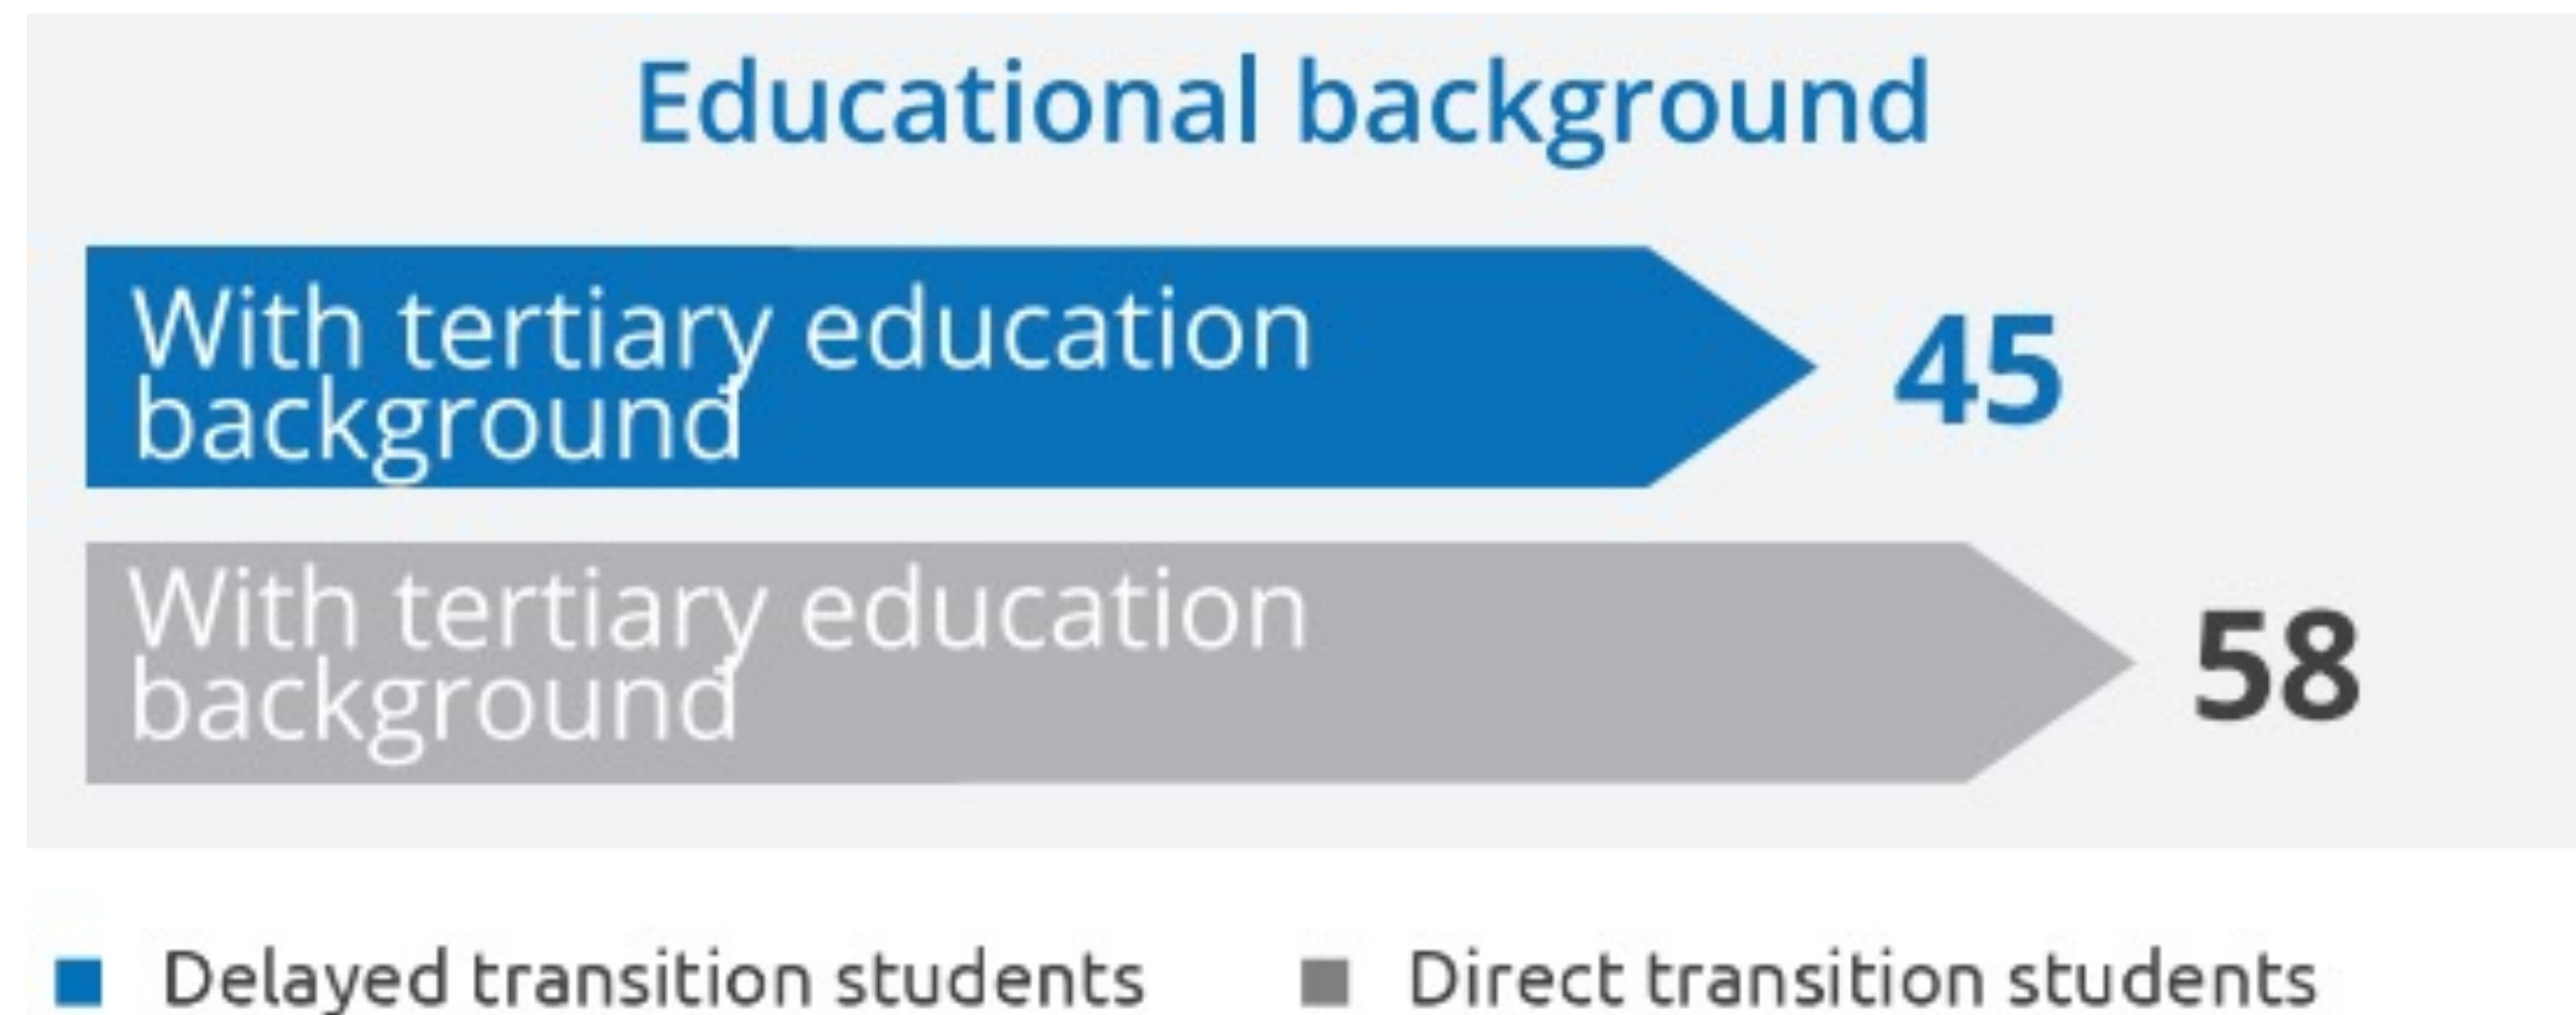 Educational background
With tertiary education
background
45
With tertiary education
background
58
Delayed transition students
Direct transition students